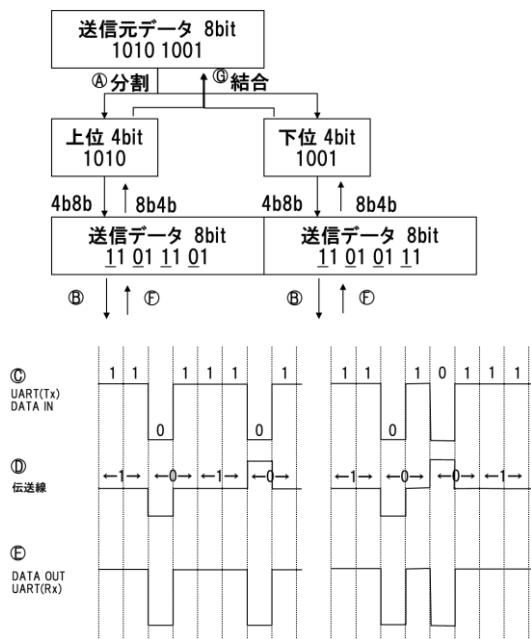 送信元データ 8bit
1010 1001
Ⓐ 分割
Ⓖ 結合
上位 4bit
1010
下位 4bit
1001
4b8b
8b4b
4b8b
8b4b
送信データ 8bit
11 01 11 01
送信データ 8bit
11 01 01 11
Ⓑ
Ⓕ
Ⓑ
Ⓕ
Ⓒ
UART(Tx)
DATA IN
1 1 0 1 1 1 0 1
1 1 0 1 0 1 1 1
Ⓓ
伝送線
←1→ ←0→ ←1→ ←0→
←1→ ←0→ ←0→ ←1→
Ⓔ
DATA OUT
UART(Rx)